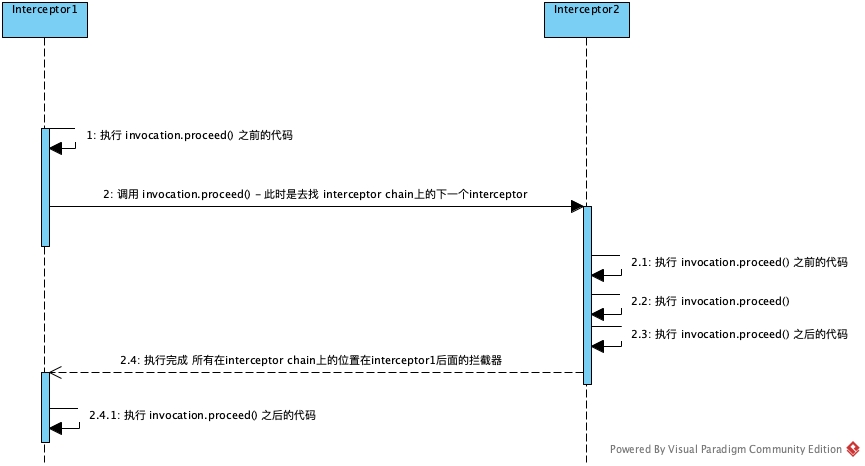 Interceptor1
Interceptor2
1: 执行 invocation.proceed() 之前的代码
2: 调用 invocation.proceed() – 此时是去找 interceptor chain上的下一个interceptor
2.1: 执行 invocation.proceed() 之前的代码
2.2: 执行 invocation.proceed()
2.3: 执行 invocation.proceed() 之后的代码
2.4: 执行完成 所有在interceptor chain上的位置在interceptor1后面的拦截器
2.4.1: 执行 invocation.proceed() 之后的代码
Powered By Visual Paradigm Community Edition